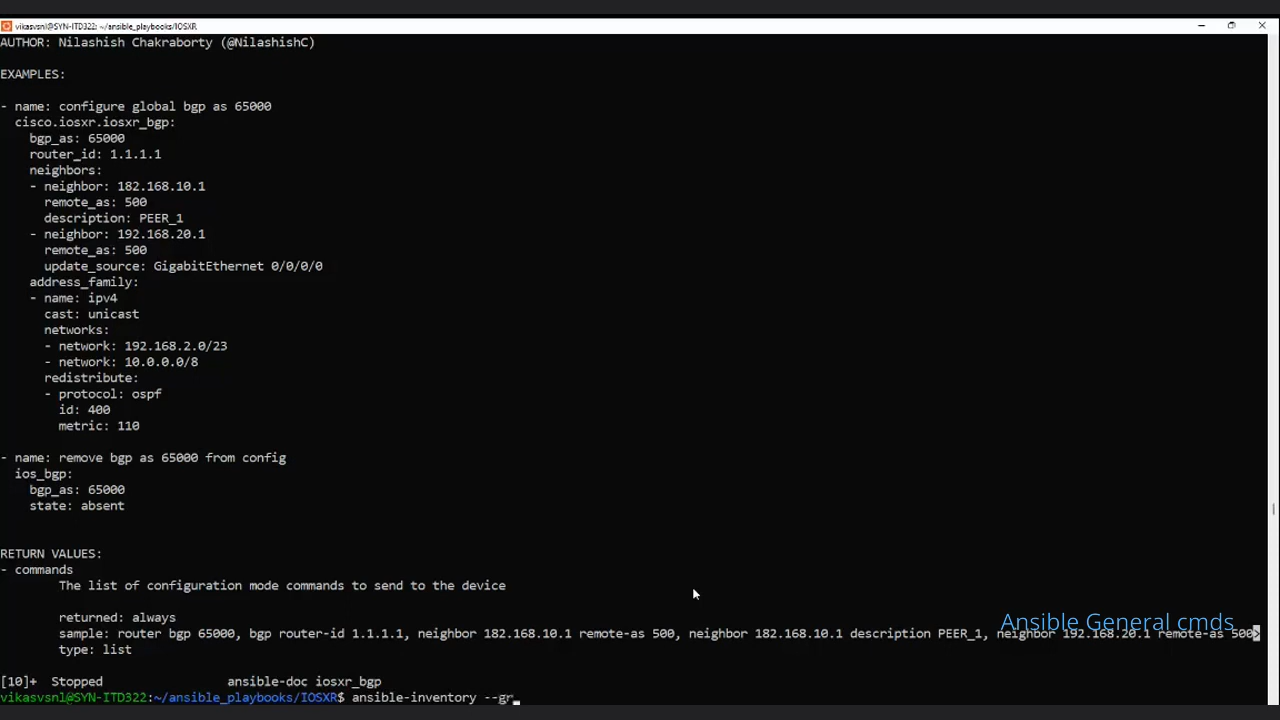 vikasvsnl@SYN-ITD322: ~/ansible_playbooks/IOSXR
AUTHOR: Nilashish Chakraborty (@NilashishC)
EXAMPLES:
- name: configure global bgp as 65000
  cisco.iosxr.iosxr_bgp:
    bgp_as: 65000
    router_id: 1.1.1.1
    neighbors:
    - neighbor: 182.168.10.1
      remote_as: 500
      description: PEER_1
    - neighbor: 192.168.20.1
      remote_as: 500
      update_source: GigabitEthernet 0/0/0/0
    address_family:
    - name: ipv4
      cast: unicast
      networks:
      - network: 192.168.2.0/23
      - network: 10.0.0.0/8
      redistribute:
      - protocol: ospf
        id: 400
        metric: 110
- name: remove bgp as 65000 from config
  ios_bgp:
    bgp_as: 65000
    state: absent
RETURN VALUES:
- commands
        The list of configuration mode commands to send to the device
        returned: always
        sample: router bgp 65000, bgp router-id 1.1.1.1, neighbor 182.168.10.1 remote-as 500, neighbor 182.168.10.1 description PEER_1, neighbor 192.168.20.1 remote-as 500>
        type: list
Ansible General cmds
[10]+  Stopped                 ansible-doc iosxr_bgp
vikasvsnl@SYN-ITD322:~/ansible_playbooks/IOSXR$ ansible-inventory --gr